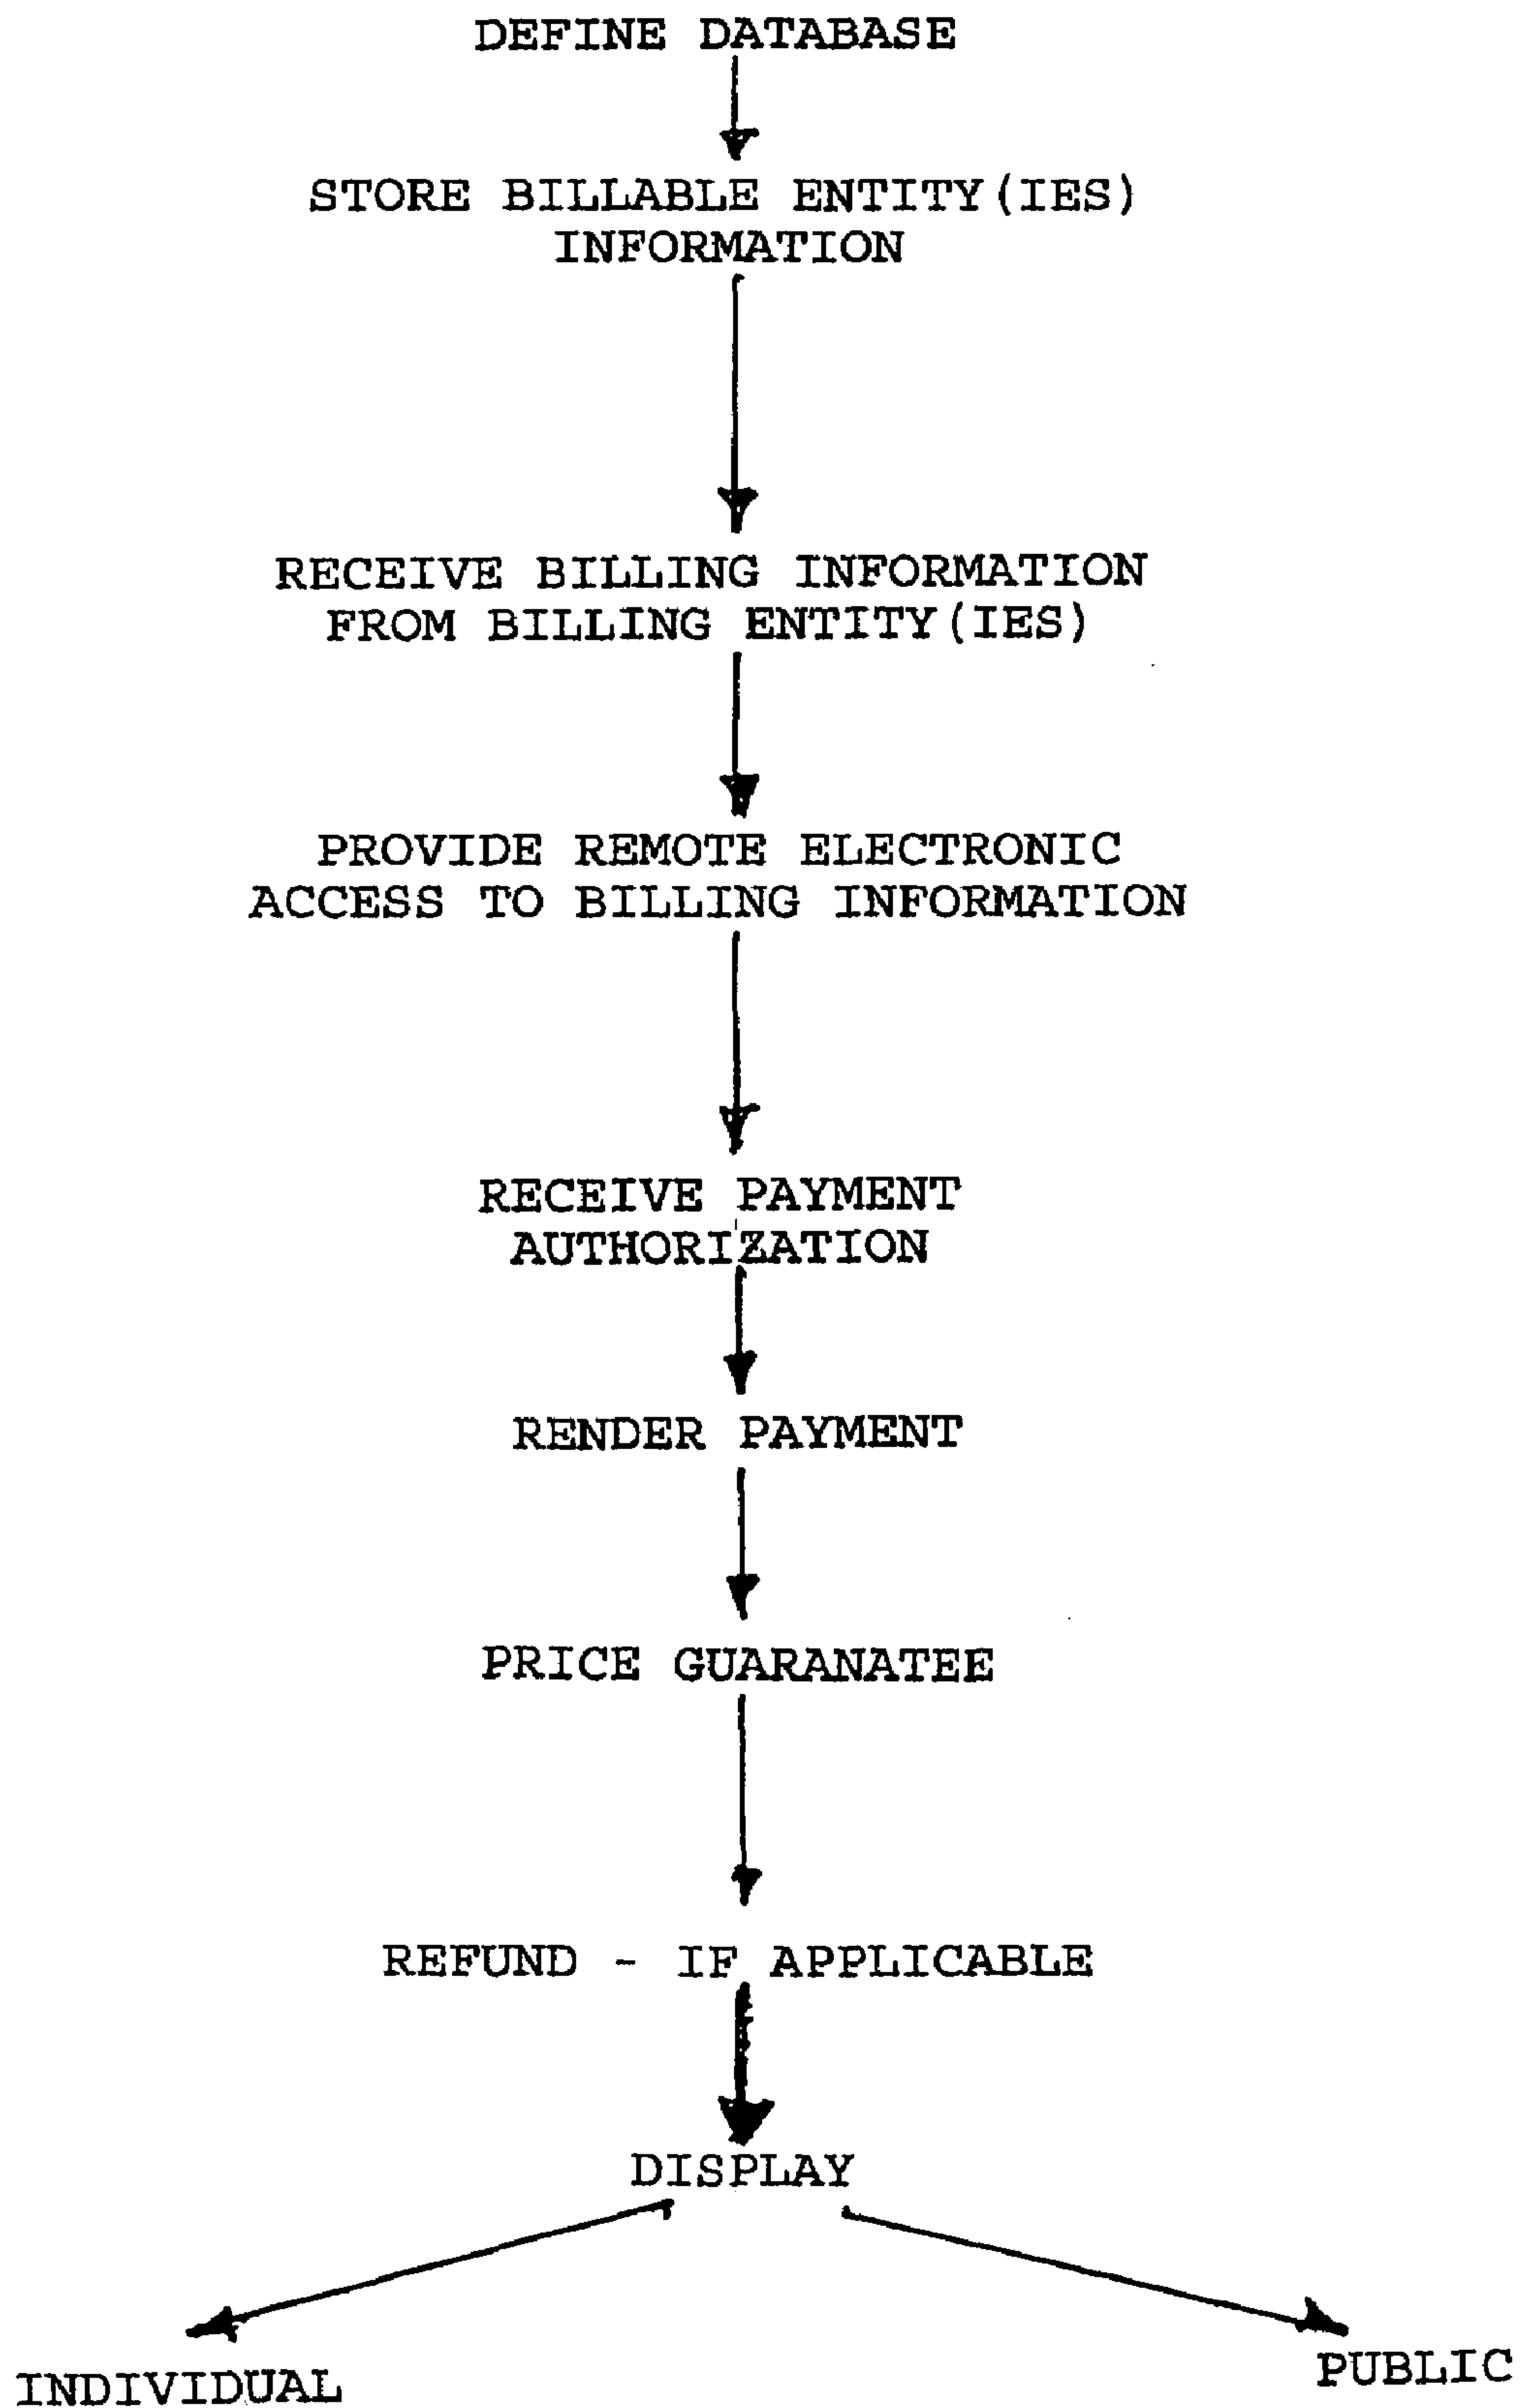 DEFINE DATABASE
STORE BILLABLE ENTITY(IES)
INFORMATION
RECEIVE BILLING INFORMATION
FROM BILLING ENTITY(IES)
PROVIDE REMOTE ELECTRONIC
ACCESS TO BILLING INFORMATION
RECEIVE PAYMENT
AUTHORIZATION
RENDER PAYMENT
PRICE GUARANATEE
REFUND - IF APPLICABLE
DISPLAY
INDIVIDUAL
PUBLIC